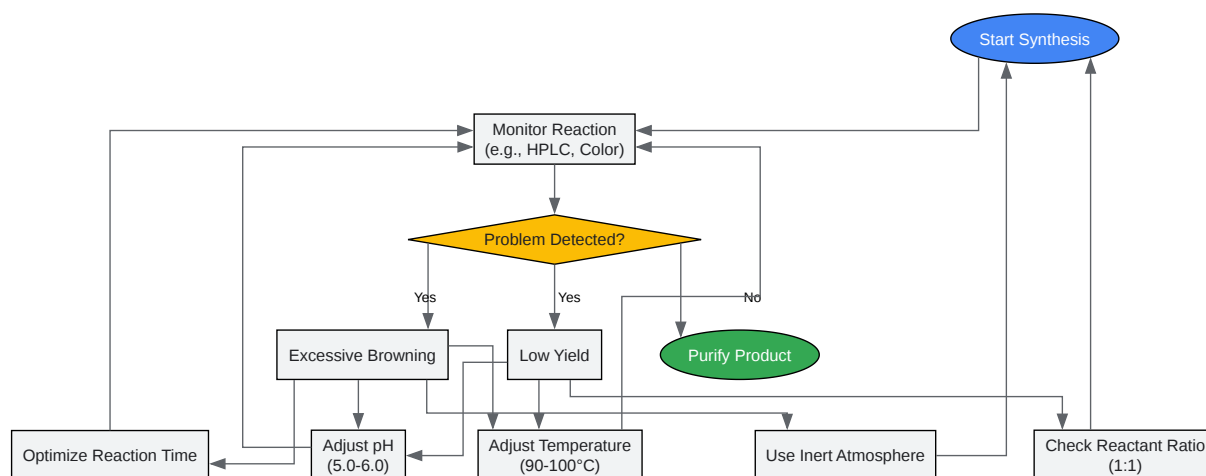 Start Synthesis
Monitor Reaction
(e.g., HPLC, Color)
Problem Detected?
Yes
Yes
No
Excessive Browning
Low Yield
Purify Product
Optimize Reaction Time
Adjust pH
(5.0-6.0)
Adjust Temperature
(90-100°C)
Use Inert Atmosphere
Check Reactant Ratio
(1:1)